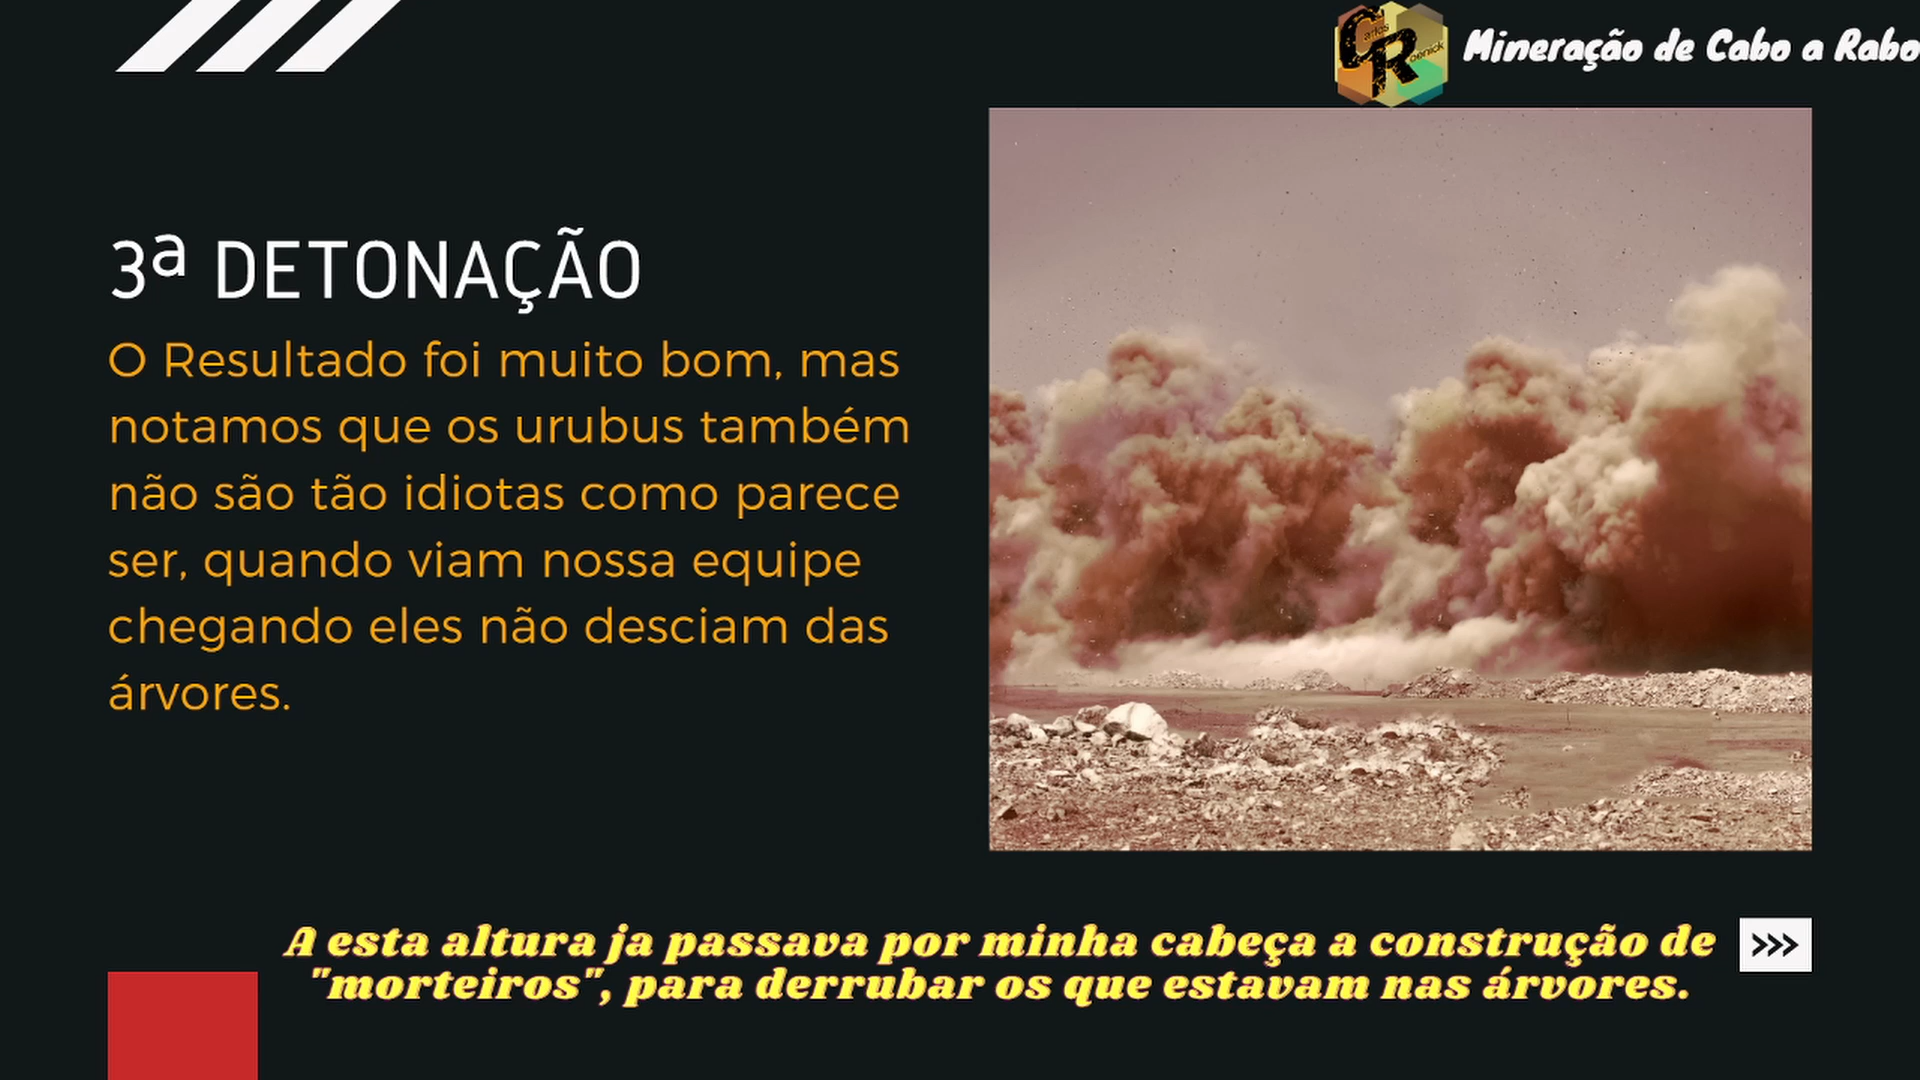 Carlos Roenick
Mineração de Cabo a Rabo
3ª DETONAÇÃO
O Resultado foi muito bom, mas
notamos que os urubus também
não são tão idiotas como parece
ser, quando viam nossa equipe
chegando eles não desciam das
árvores.
A esta altura ja passava por minha cabeça a construção de
"morteiros", para derrubar os que estavam nas árvores.